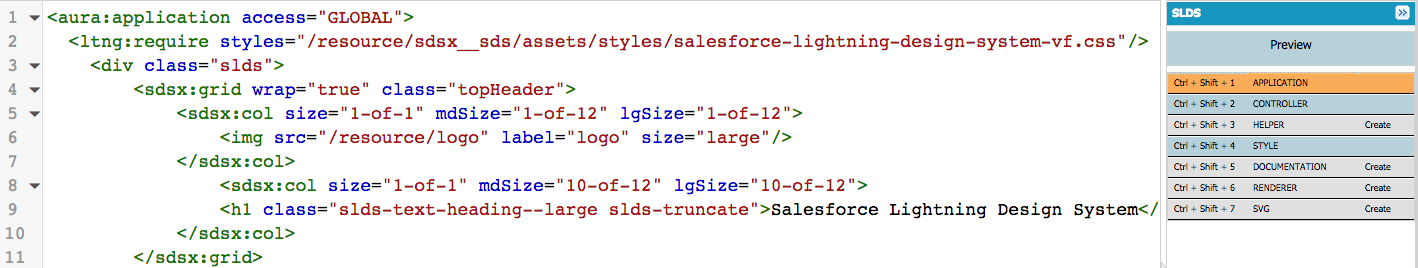 1 <aura:application access="GLOBAL">
2 <ltng:require styles="/resource/sdsx__sds/assets/styles/salesforce-lightning-design-system-vf.css"/>
3 <div class="slds">
4 <sdsx:grid wrap="true" class="topHeader">
5 <sdsx:col size="1-of-1" mdSize="1-of-12" lgSize="1-of-12">
6 <img src="/resource/logo" label="logo" size="large"/>
7 </sdsx:col>
8 <sdsx:col size="1-of-1" mdSize="10-of-12" lgSize="10-of-12">
9 <h1 class="slds-text-heading--large slds-truncate">Salesforce Lightning Design System</
10 </sdsx:col>
11 </sdsx:grid>
SLDS
Preview
Ctrl + Shift + 1 APPLICATION
Ctrl + Shift + 2 CONTROLLER
Ctrl + Shift + 3 HELPER Create
Ctrl + Shift + 4 STYLE
Ctrl + Shift + 5 DOCUMENTATION Create
Ctrl + Shift + 6 RENDERER Create
Ctrl + Shift + 7 SVG Create